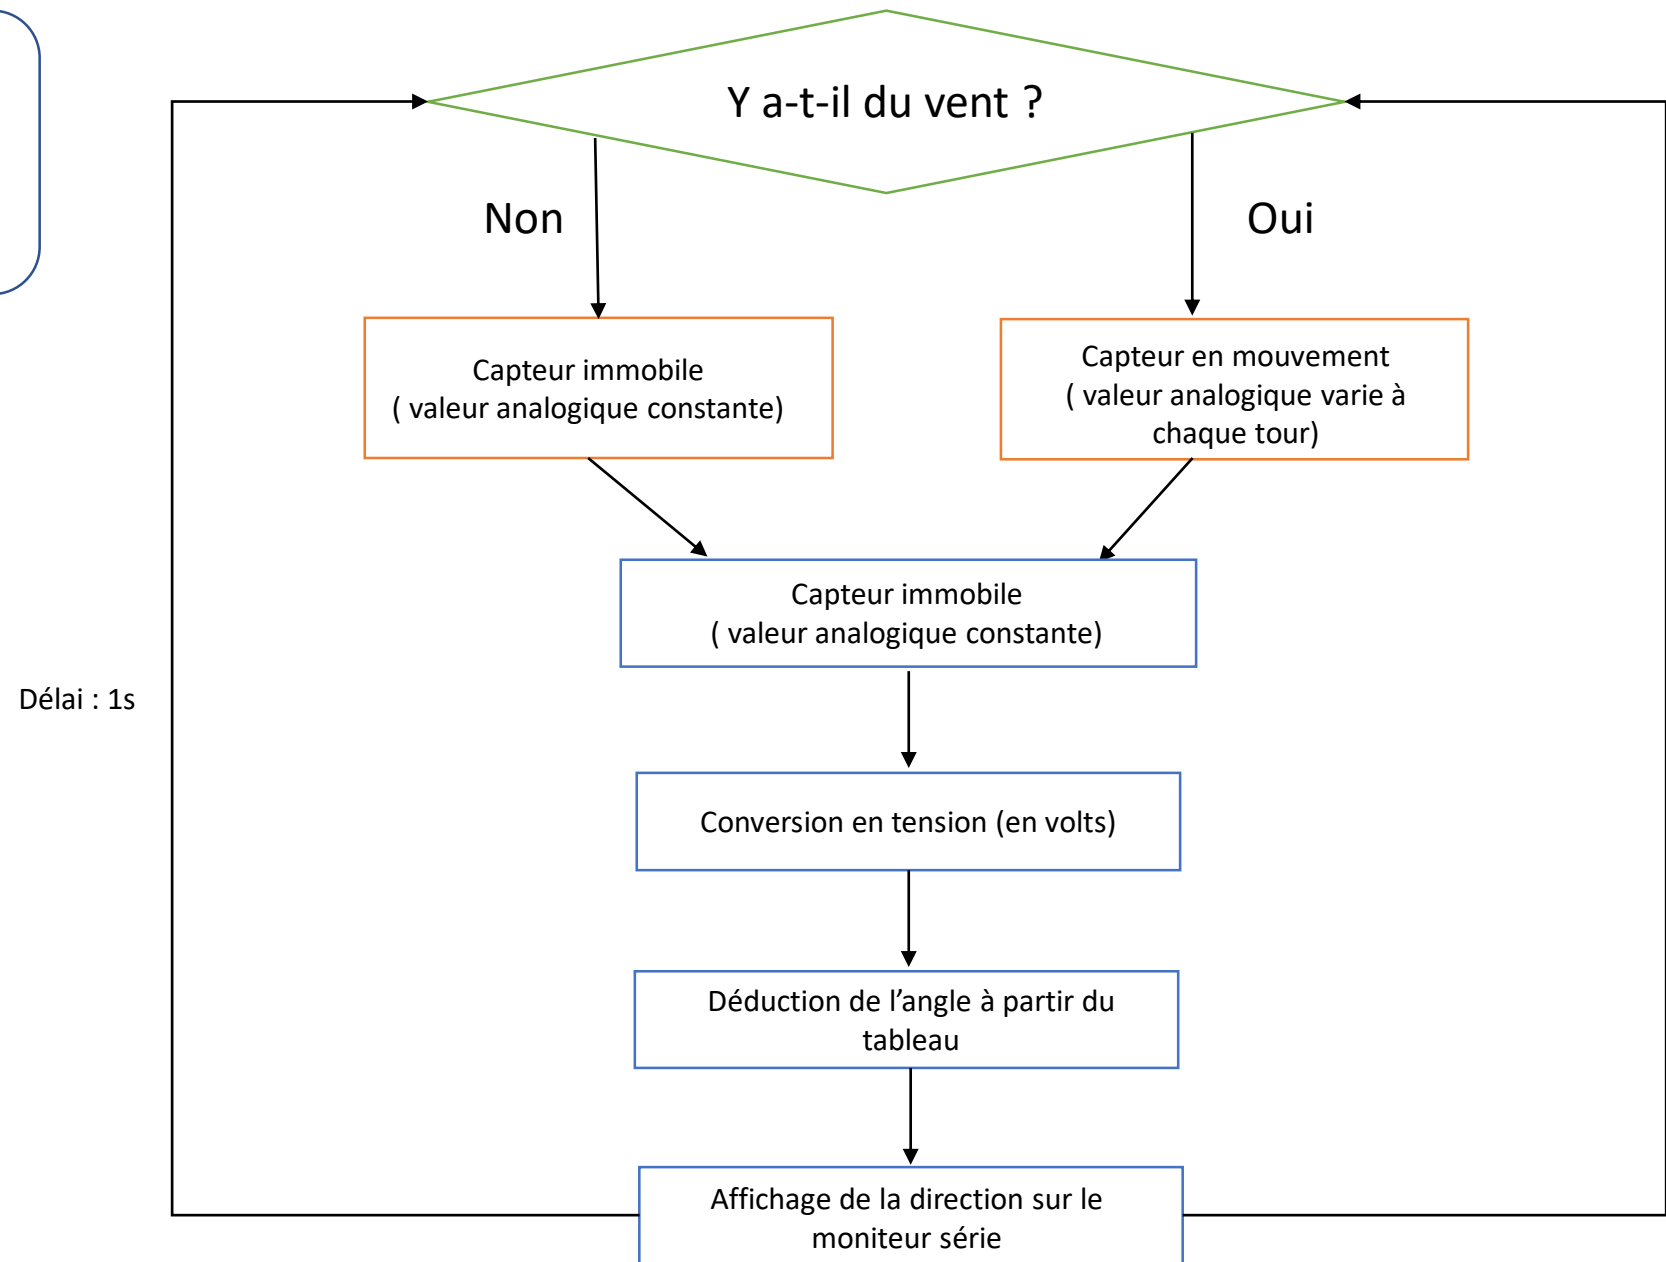 Y a-t-il du vent ?
Non
Oui
Capteur immobile
( valeur analogique constante)
Capteur en mouvement
( valeur analogique varie à
chaque tour)
Capteur immobile
( valeur analogique constante)
Délai : 1s
Conversion en tension (en volts)
Déduction de l’angle à partir du
tableau
Affichage de la direction sur le
moniteur série